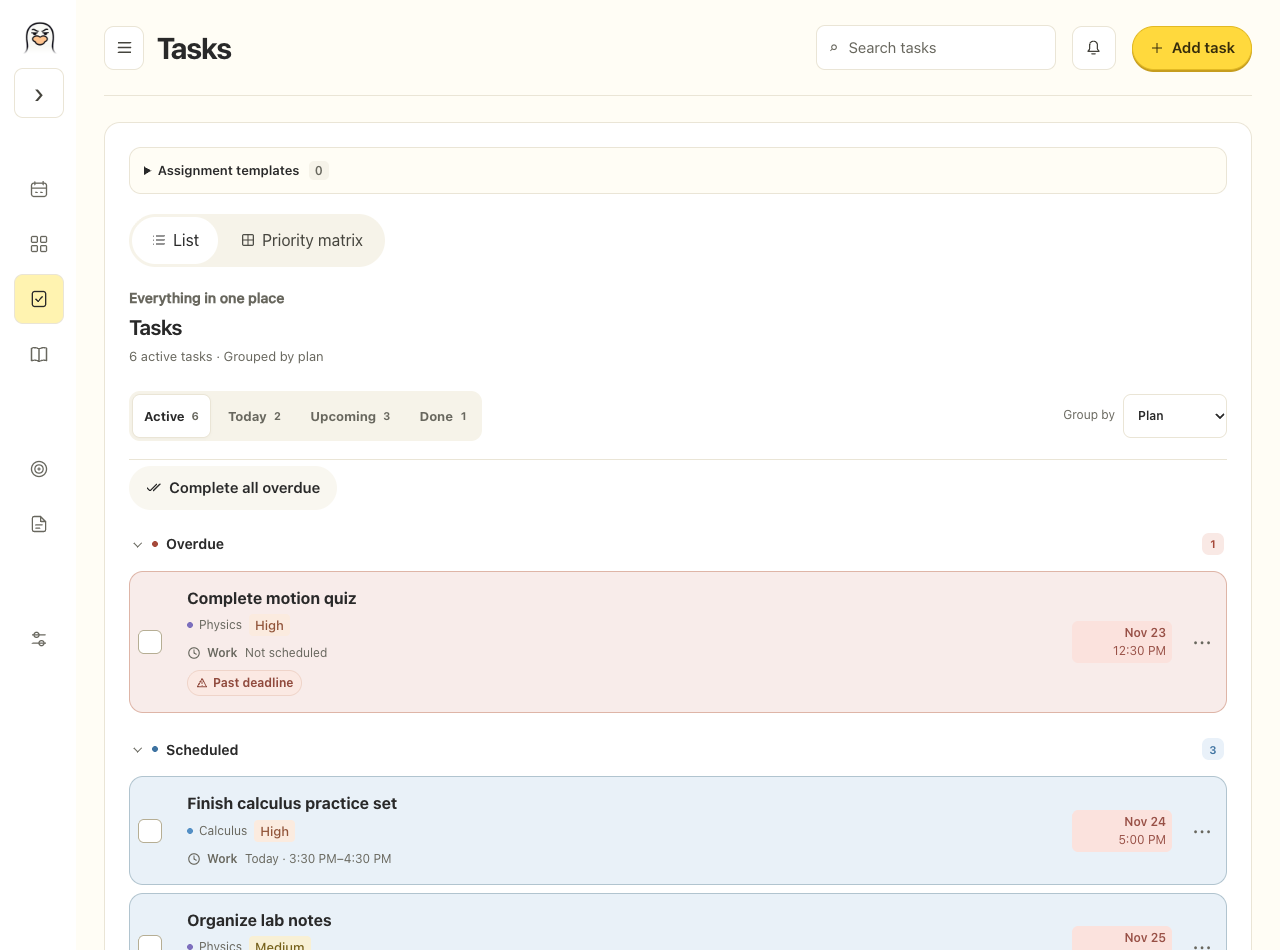 Tasks
Search tasks
Add task
Assignment templates 0
List
Priority matrix
Everything in one place
Tasks
6 active tasks · Grouped by plan
Active 6
Today 2
Upcoming 3
Done 1
Group by
Plan
Complete all overdue
Overdue
1
Complete motion quiz
Physics High
Work Not scheduled
Past deadline
Nov 23
12:30 PM
Scheduled
3
Finish calculus practice set
Calculus High
Work Today · 3:30 PM–4:30 PM
Nov 24
5:00 PM
Organize lab notes
Physics Medium
Nov 25